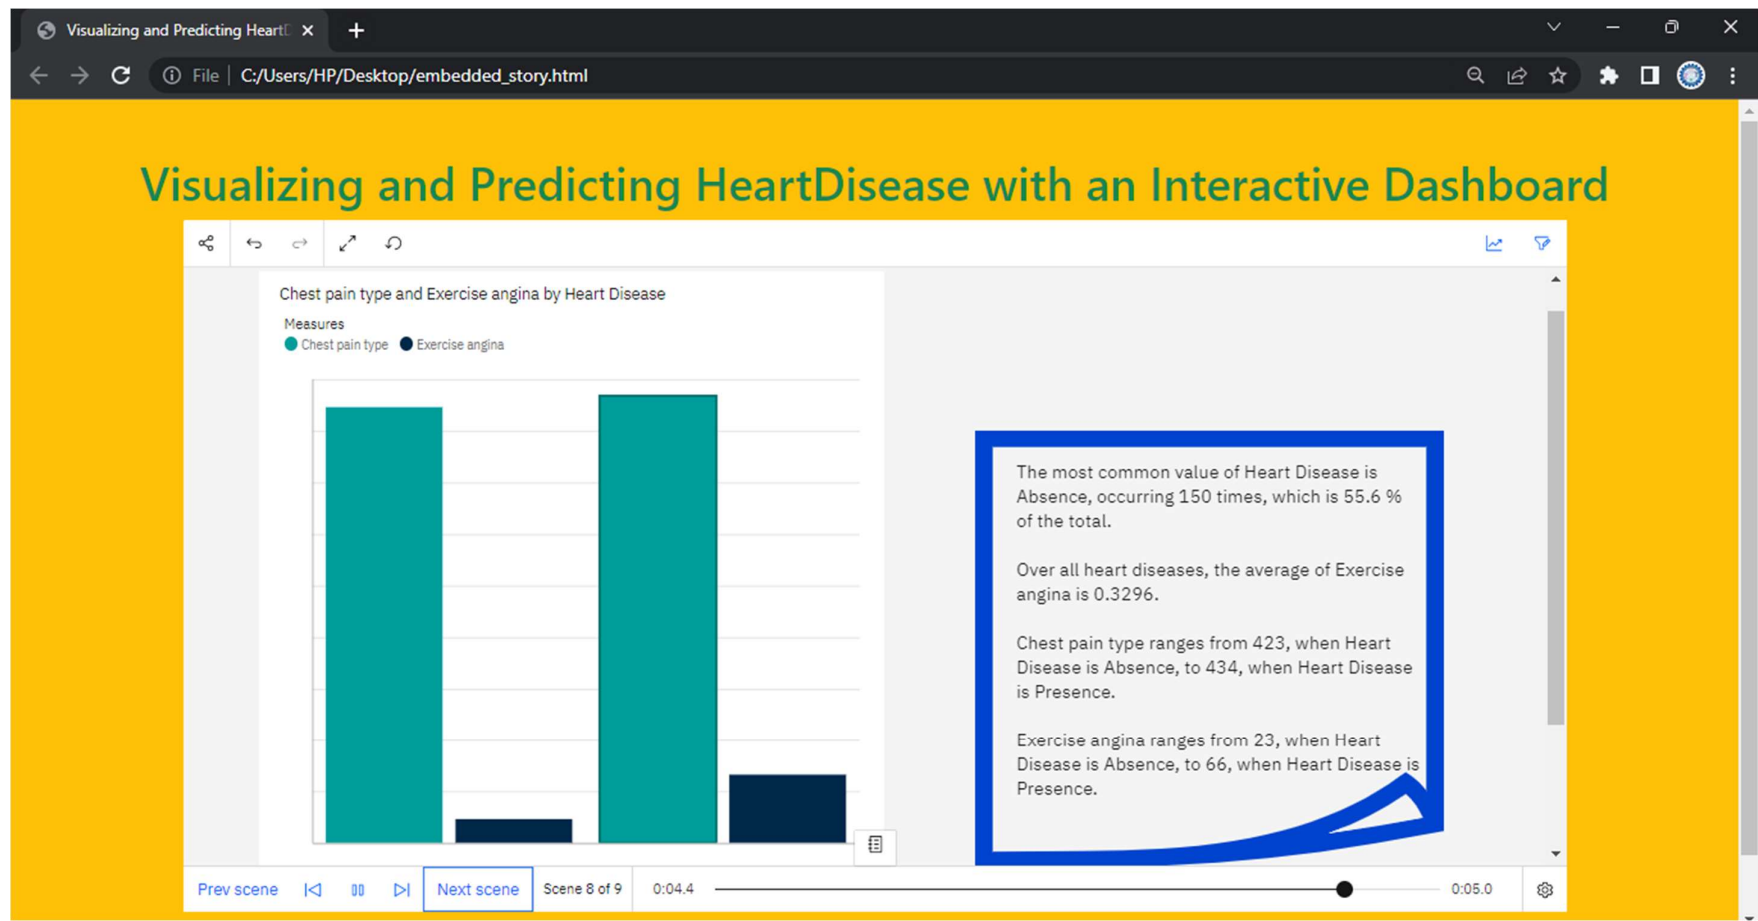 Visualizing and Predicting HeartD
File
C:/Users/HP/Desktop/embedded_story.html
Visualizing and Predicting HeartDisease with an Interactive Dashboard
Chest pain type and Exercise angina by Heart Disease
Measures
Chest pain type Exercise angina
The most common value of Heart Disease is
Absence, occurring 150 times, which is 55.6 %
of the total.
Over all heart diseases, the average of Exercise
angina is 0.3296.
Chest pain type ranges from 423, when Heart
Disease is Absence, to 434, when Heart Disease
is Presence.
Exercise angina ranges from 23, when Heart
Disease is Absence, to 66, when Heart Disease is
Presence.
Prev scene Next scene Scene 8 of 9 0:04.4 0:05.0